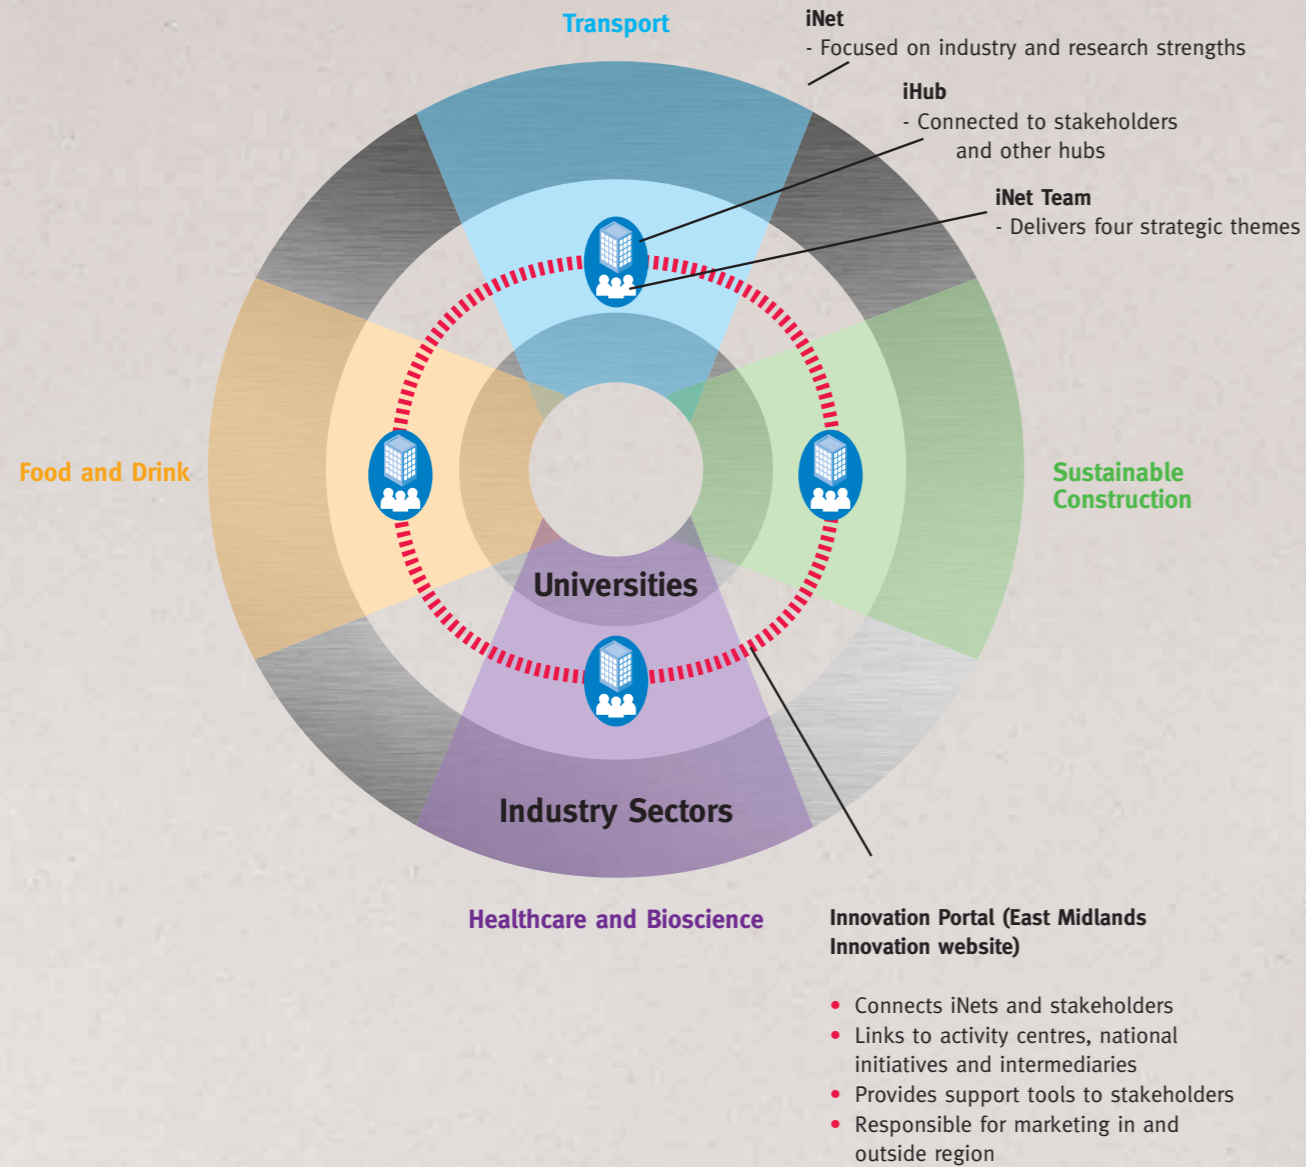 Transport
iNet
- Focused on industry and research strengths
iHub
- Connected to stakeholders
and other hubs
iNet Team
- Delivers four strategic themes
Food and Drink
Sustainable
Construction
Universities
Industry Sectors
Healthcare and Bioscience
Innovation Portal (East Midlands
Innovation website)
• Connects iNets and stakeholders
• Links to activity centres, national
initiatives and intermediaries
• Provides support tools to stakeholders
• Responsible for marketing in and
outside region